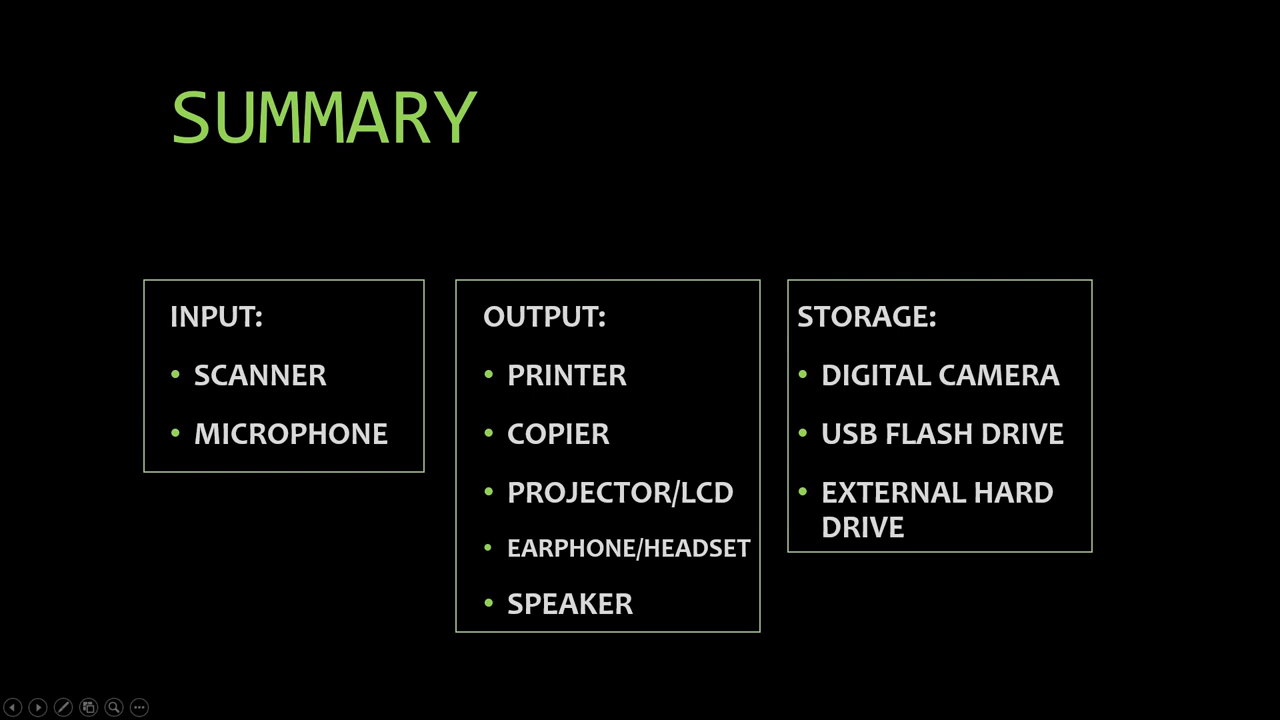 SUMMARY
INPUT:
• SCANNER
• MICROPHONE
OUTPUT:
• PRINTER
• COPIER
• PROJECTOR/LCD
• EARPHONE/HEADSET
• SPEAKER
STORAGE:
• DIGITAL CAMERA
• USB FLASH DRIVE
• EXTERNAL HARD
DRIVE